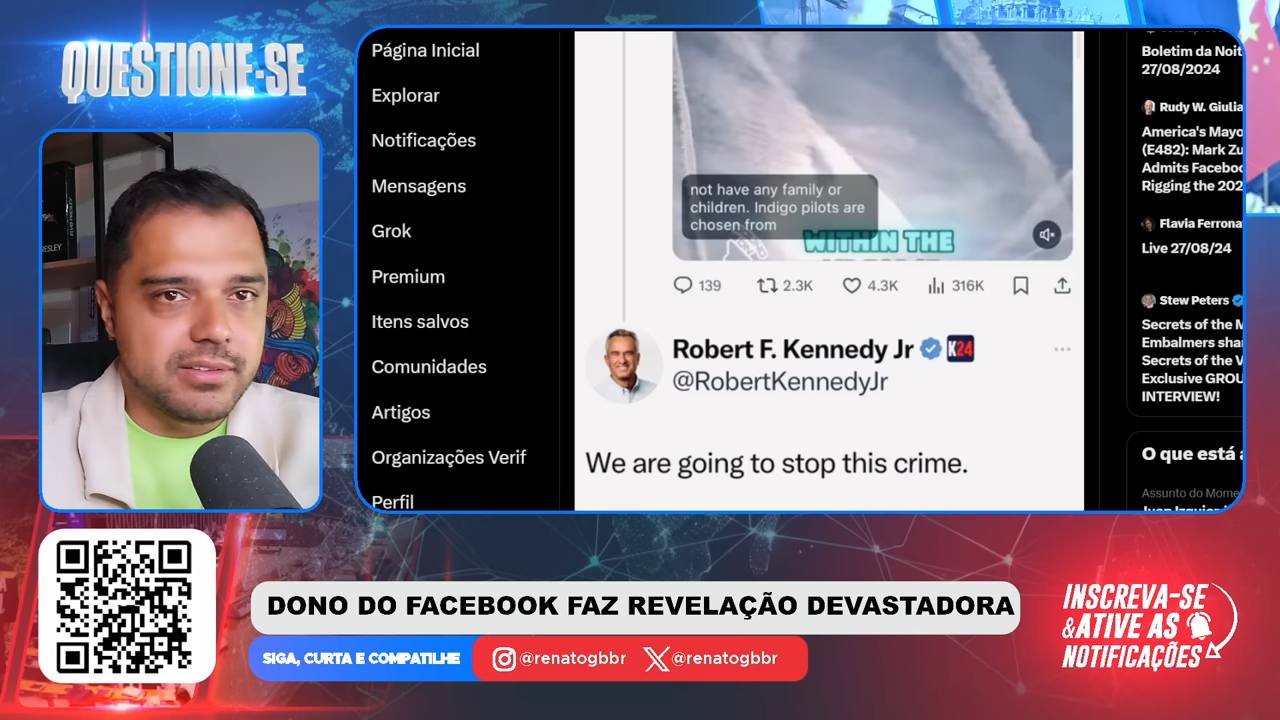 QUESTIONE-SE
Página Inicial
Explorar
Notificações
Mensagens
Grok
Premium
Itens salvos
Comunidades
Artigos
Organizações Verif
Perfil
not have any family or
children. Indigo pilots are
chosen from
WITHIN THE
139
2.3K
4.3K
316K
Robert F. Kennedy Jr K24
@RobertKennedyJr
We are going to stop this crime.
Boletim da Noit
27/08/2024
Rudy W. Giulia
America's Mayo
(E482): Mark Zu
Admits Faceboo
Rigging the 202
Flavia Ferrona
Live 27/08/24
Stew Peters
Secrets of the M
Embalmers shar
Secrets of the V
Exclusive GROU
INTERVIEW!
O que está a
Assunto do Mome
DONO DO FACEBOOK FAZ REVELAÇÃO DEVASTADORA
SIGA, CURTA E COMPATILHE
@renatogbbr
@renatogbbr
INSCREVA-SE
&ATIVE AS
NOTIFICAÇÕES